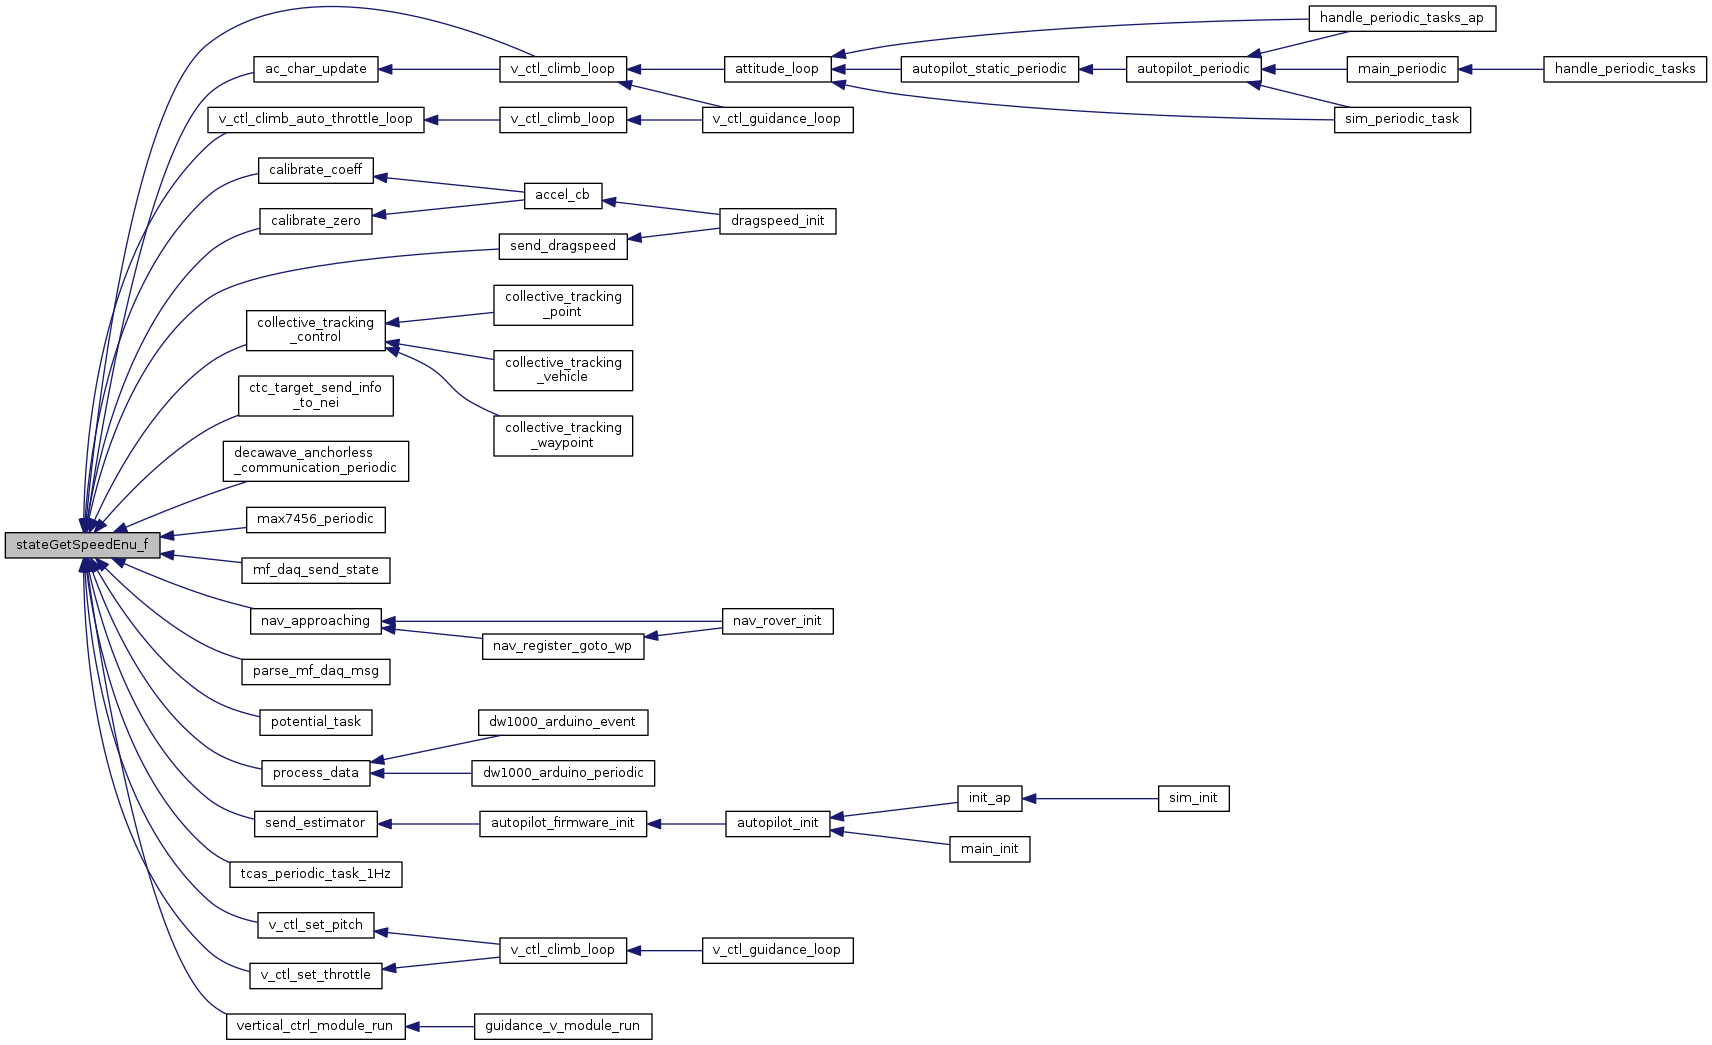 handle_periodic_tasks_ap
ac_char_update
v_ctl_climb_loop
attitude_loop
autopilot_static_periodic
autopilot_periodic
main_periodic
handle_periodic_tasks
v_ctl_climb_auto_throttle_loop
v_ctl_climb_loop
v_ctl_guidance_loop
sim_periodic_task
calibrate_coeff
accel_cb
calibrate_zero
dragspeed_init
send_dragspeed
collective_tracking
_point
collective_tracking
_control
collective_tracking
_vehicle
ctc_target_send_info
_to_nei
collective_tracking
_waypoint
decawave_anchorless
_communication_periodic
max7456_periodic
stateGetSpeedEnu_f
mf_daq_send_state
nav_approaching
nav_rover_init
nav_register_goto_wp
parse_mf_daq_msg
potential_task
dw1000_arduino_event
process_data
dw1000_arduino_periodic
init_ap
sim_init
send_estimator
autopilot_firmware_init
autopilot_init
main_init
tcas_periodic_task_1Hz
v_ctl_set_pitch
v_ctl_climb_loop
v_ctl_guidance_loop
v_ctl_set_throttle
vertical_ctrl_module_run
guidance_v_module_run